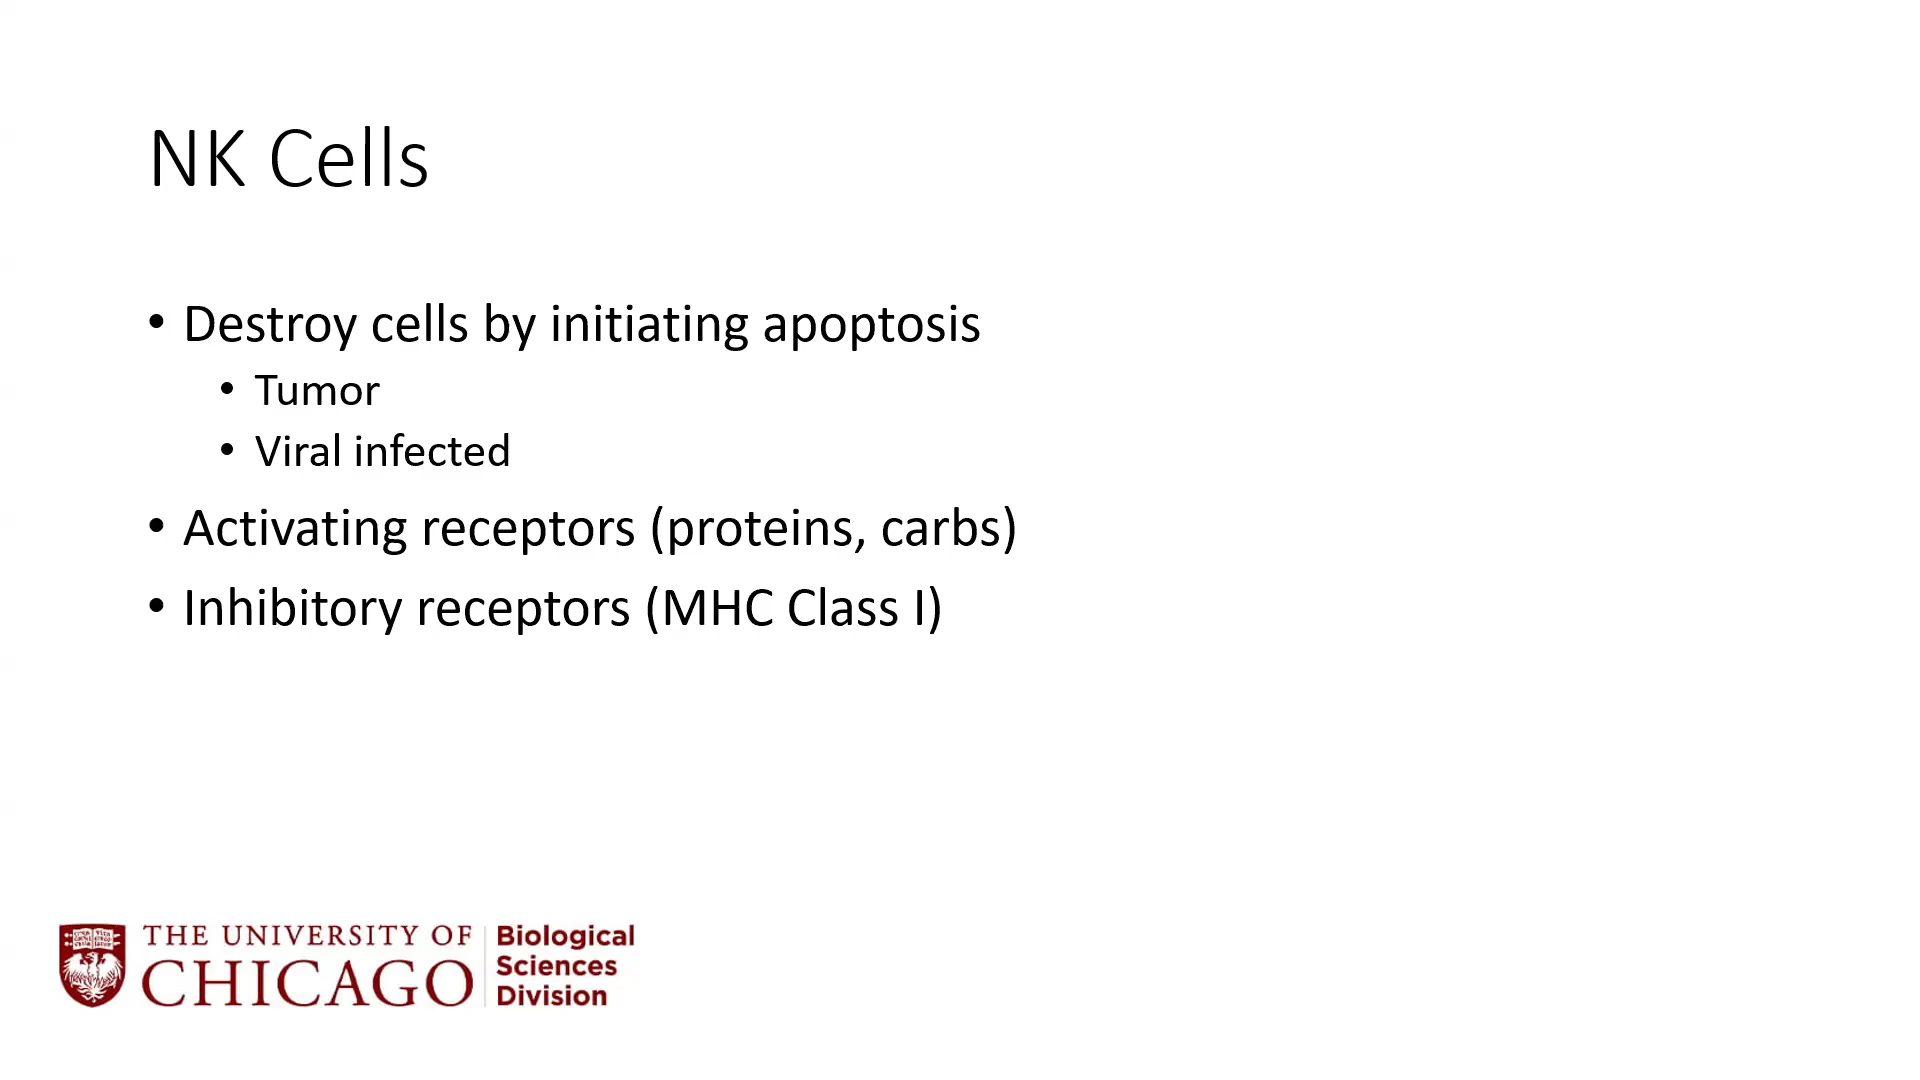 NK Cells
• Destroy cells by initiating apoptosis
• Tumor
• Viral infected
• Activating receptors (proteins, carbs)
• Inhibitory receptors (MHC Class I)
THE UNIVERSITY OF
CHICAGO
Biological
Sciences
Division